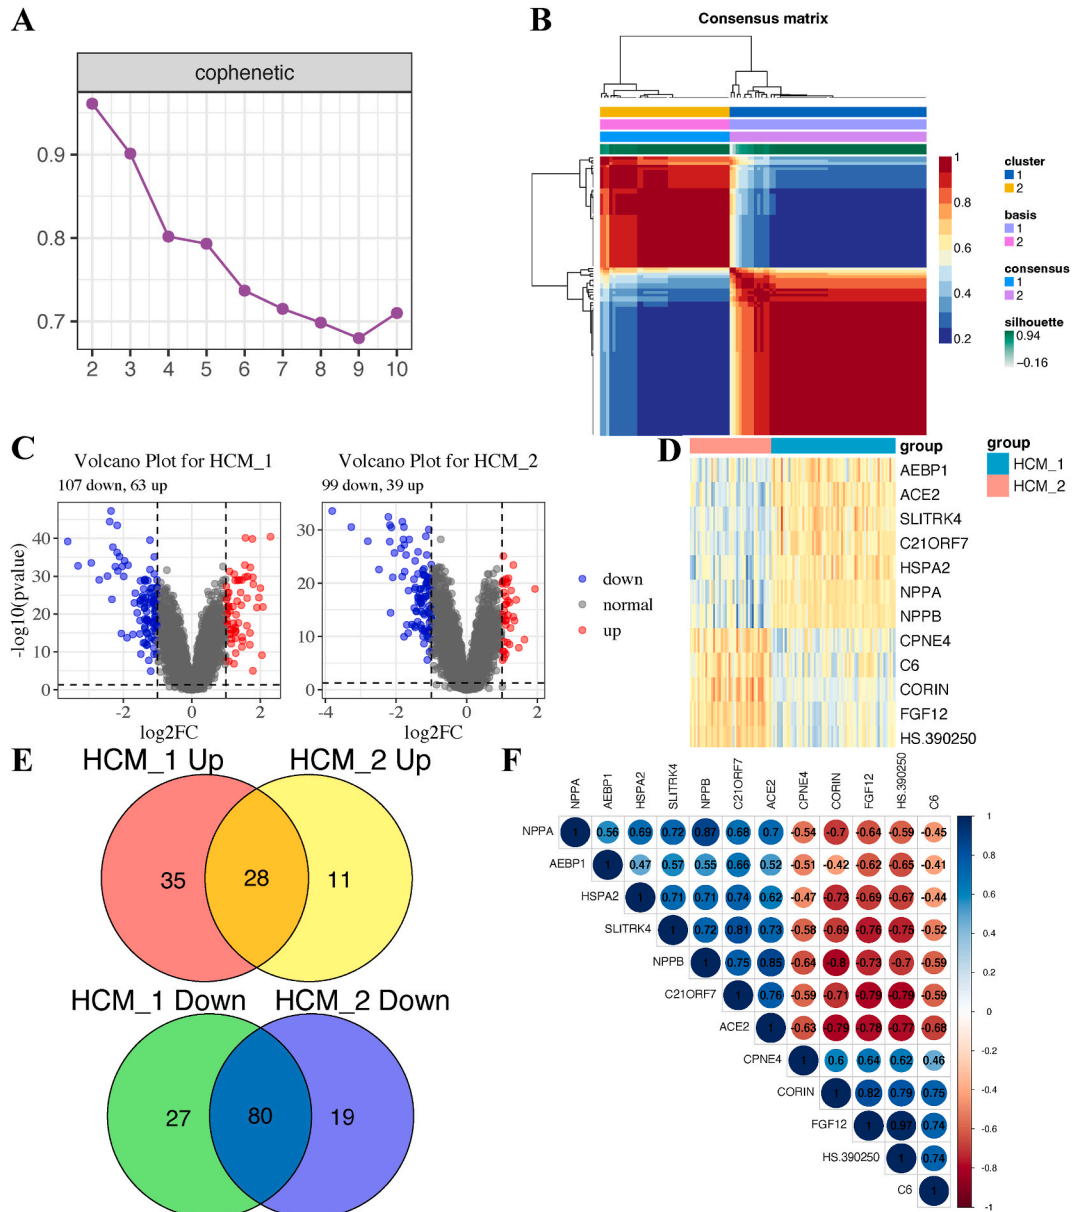 A
cophenetic
0.9
0.8
0.7
2 3 4 5 6 7 8 9 10
B
Consensus matrix
1
0.8
0.6
0.4
0.2
cluster
1
2
basis
1
2
consensus
1
2
silhouette
0.94
−0.16
C
Volcano Plot for HCM_1
107 down, 63 up
-log10(pvalue)
40
30
20
10
0
-2 0 2
log2FC
Volcano Plot for HCM_2
99 down, 39 up
30
20
10
0
-4 -2 0 2
log2FC
down
normal
up
D
group
AEBP1
ACE2
SLITRK4
C21ORF7
HSPA2
NPPA
NPPB
CPNE4
C6
CORIN
FGF12
HS.390250
group
HCM_1
HCM_2
E
HCM_1 Up HCM_2 Up
35 28 11
HCM_1 Down HCM_2 Down
27 80 19
F
NPPA AEBP1 HSPA2 SLITRK4 NPPB C21ORF7 ACE2 CPNE4 CORIN FGF12 HS.390250 C6
NPPA 1 0.56 0.69 0.72 0.87 0.68 0.7 -0.54 -0.7 -0.64 -0.59 -0.45
AEBP1 1 0.47 0.57 0.55 0.66 0.52 -0.51 -0.42 -0.62 -0.65 -0.41
HSPA2 1 0.71 0.71 0.74 0.62 -0.47 -0.73 -0.69 -0.67 -0.44
SLITRK4 1 0.72 0.81 0.73 -0.58 -0.69 -0.76 -0.75 -0.52
NPPB 1 0.75 0.85 -0.64 -0.8 -0.73 -0.7 -0.59
C21ORF7 1 0.76 -0.59 -0.71 -0.79 -0.79 -0.59
ACE2 1 -0.63 -0.79 -0.78 -0.77 -0.68
CPNE4 1 0.6 0.64 0.62 0.46
CORIN 1 0.82 0.79 0.75
FGF12 1 0.97 0.74
HS.390250 1 0.74
C6 1
1
0.8
0.6
0.4
0.2
0
-0.2
-0.4
-0.6
-0.8
-1